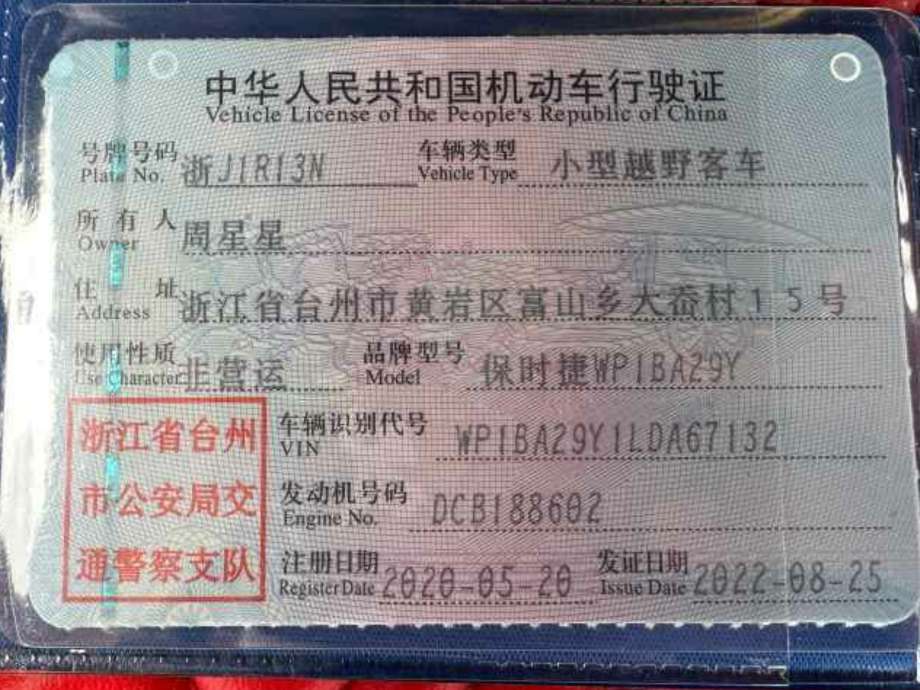 中华人民共和国机动车行驶证
Vehicle License of the People's Republic of China
号牌号码 浙J1R13N 车辆类型 小型越野客车
Plate No. Vehicle Type
所有人 周星星
Owner
住址 浙江省台州市黄岩区富山乡大岙村15号
Address
使用性质 非营运 品牌型号 保时捷WP1BA29Y
Use Character Model
浙江省台州
市公安局交
通警察支队
车辆识别代号 WP1BA29Y1LDA67132
VIN
发动机号码 DCB188602
Engine No.
注册日期 2020-05-20 发证日期 2022-08-25
Register Date Issue Date